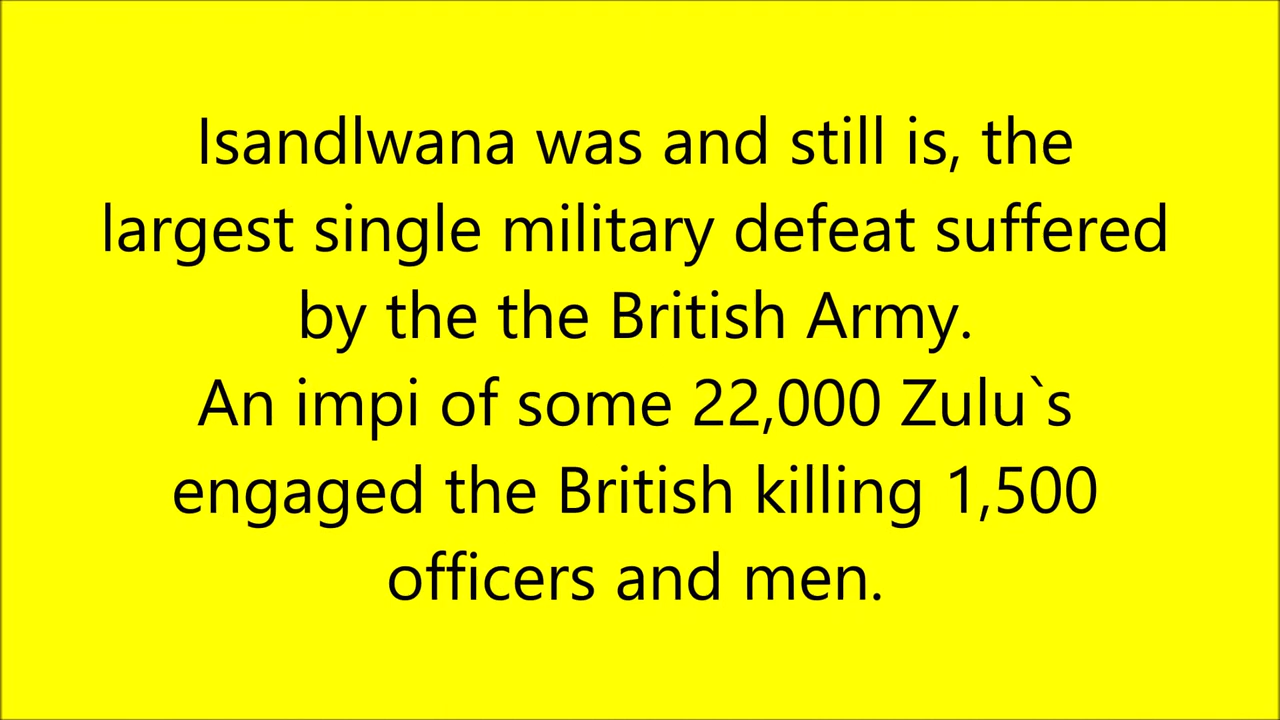 Isandlwana was and still is, the
largest single military defeat suffered
by the the British Army.
An impi of some 22,000 Zulu`s
engaged the British killing 1,500
officers and men.